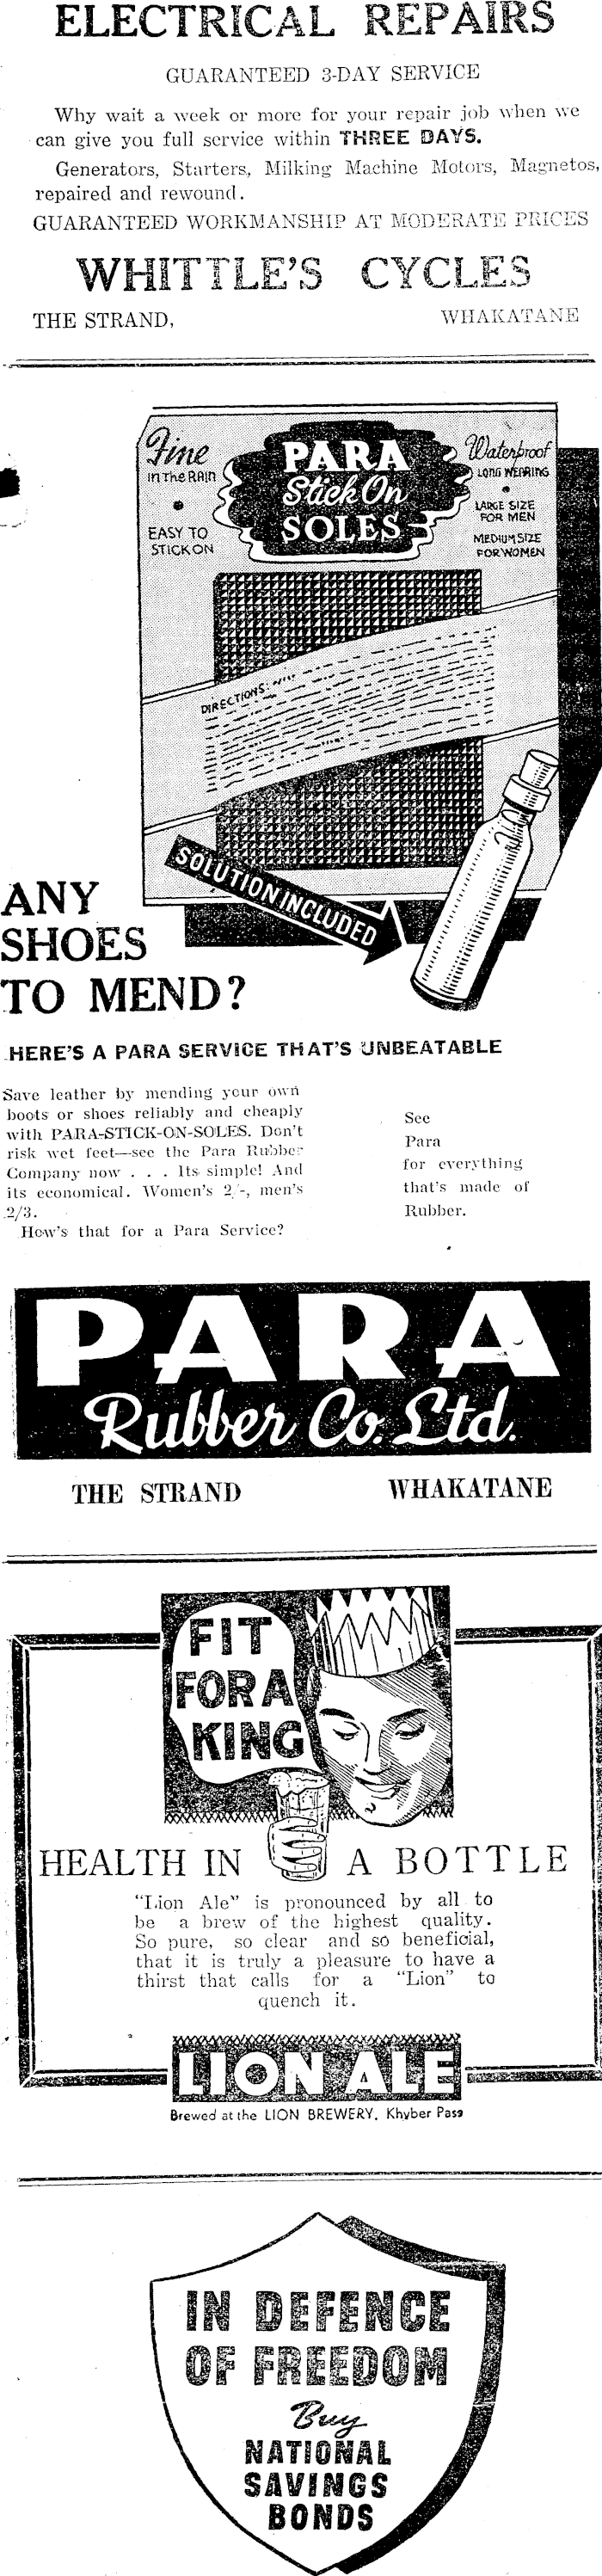 ELECTRICAL REPAIRS
GUARANTEED 3-DAY SERVICE
Why wait a week or more for your repair job when we
can give you full service within THREE DAYS.
Generators, Starters, Milking Machine Motors, Magnetos,
repaired and rewound.
GUARANTEED WORKMANSHIP AT MODERATE PRICES
WHITTLE'S CYCLES
THE STRAND, WHAKATANE
Fine
in The RAin
EASY TO
STICK ON
PARA
Stick On
SOLES
Waterproof
LONG WEARING
LARGE SIZE
FOR MEN
MEDIUM SIZE
FOR WOMEN
DIRECTIONS:
SOLUTION INCLUDED
ANY
SHOES
TO MEND?
HERE'S A PARA SERVICE THAT'S UNBEATABLE
Save leather by mending your own
boots or shoes reliably and cheaply
with PARA-STICK-ON-SOLES. Don't
risk wet feet—see the Para Rubber
Company now . . . Its simple! And
its economical. Women's 2/-, men's
2/3.
How's that for a Para Service?
See
Para
for everything
that's made of
Rubber.
PARA
Rubber Co. Ltd.
THE STRAND WHAKATANE
FIT
FOR A
KING
HEALTH IN A BOTTLE
"Lion Ale" is pronounced by all to
be a brew of the highest quality.
So pure, so clear and so beneficial,
that it is truly a pleasure to have a
thirst that calls for a "Lion" to
quench it.
LION ALE
Brewed at the LION BREWERY, Khyber Pass
IN DEFENCE
OF FREEDOM
Buy
NATIONAL
SAVINGS
BONDS